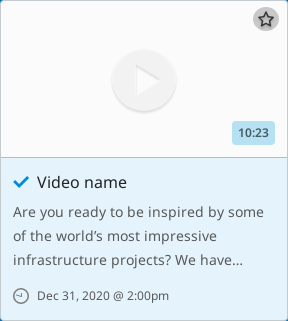 10:23
Video name
Are you ready to be inspired by some
of the world’s most impressive
infrastructure projects? We have...
Dec 31, 2020 @ 2:00pm